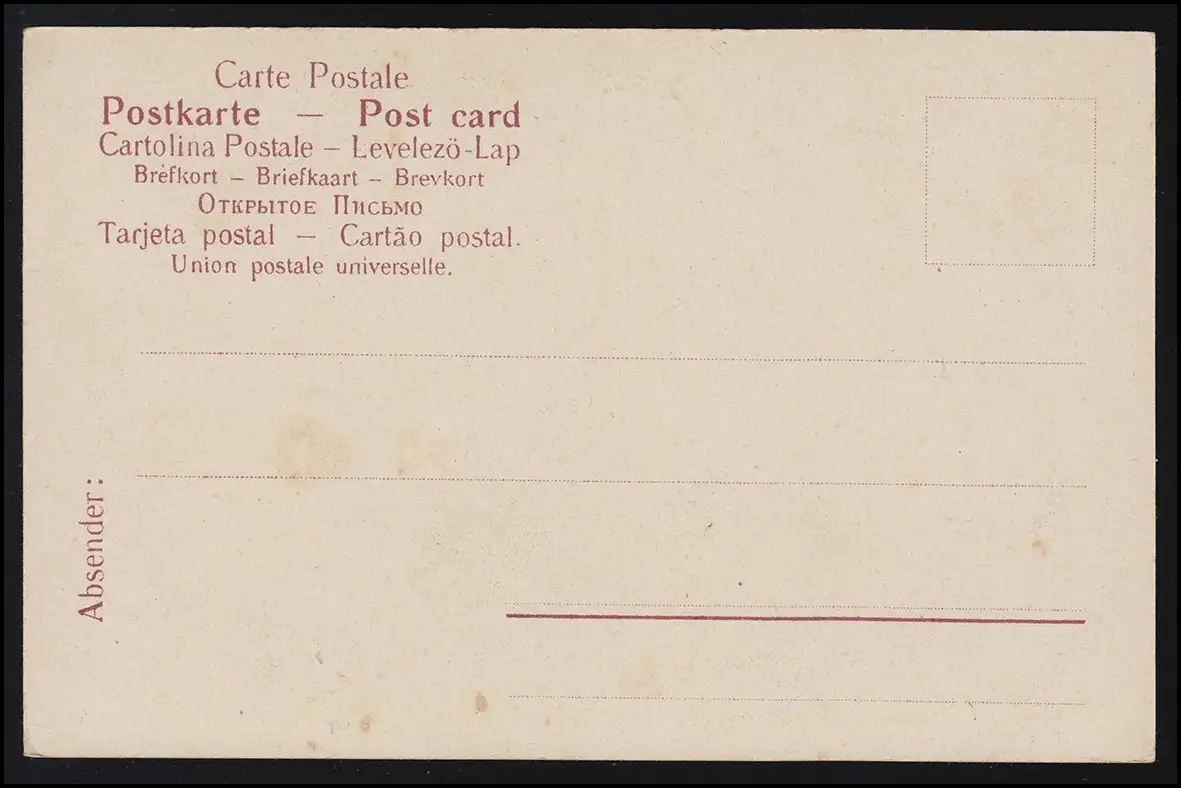 Carte Postale
Postkarte — Post card
Cartolina Postale – Levelezö-Lap
Brefkort – Briefkaart – Brevkort
Открытое Письмо
Tarjeta postal — Cartão postal.
Union postale universelle.
Absender: